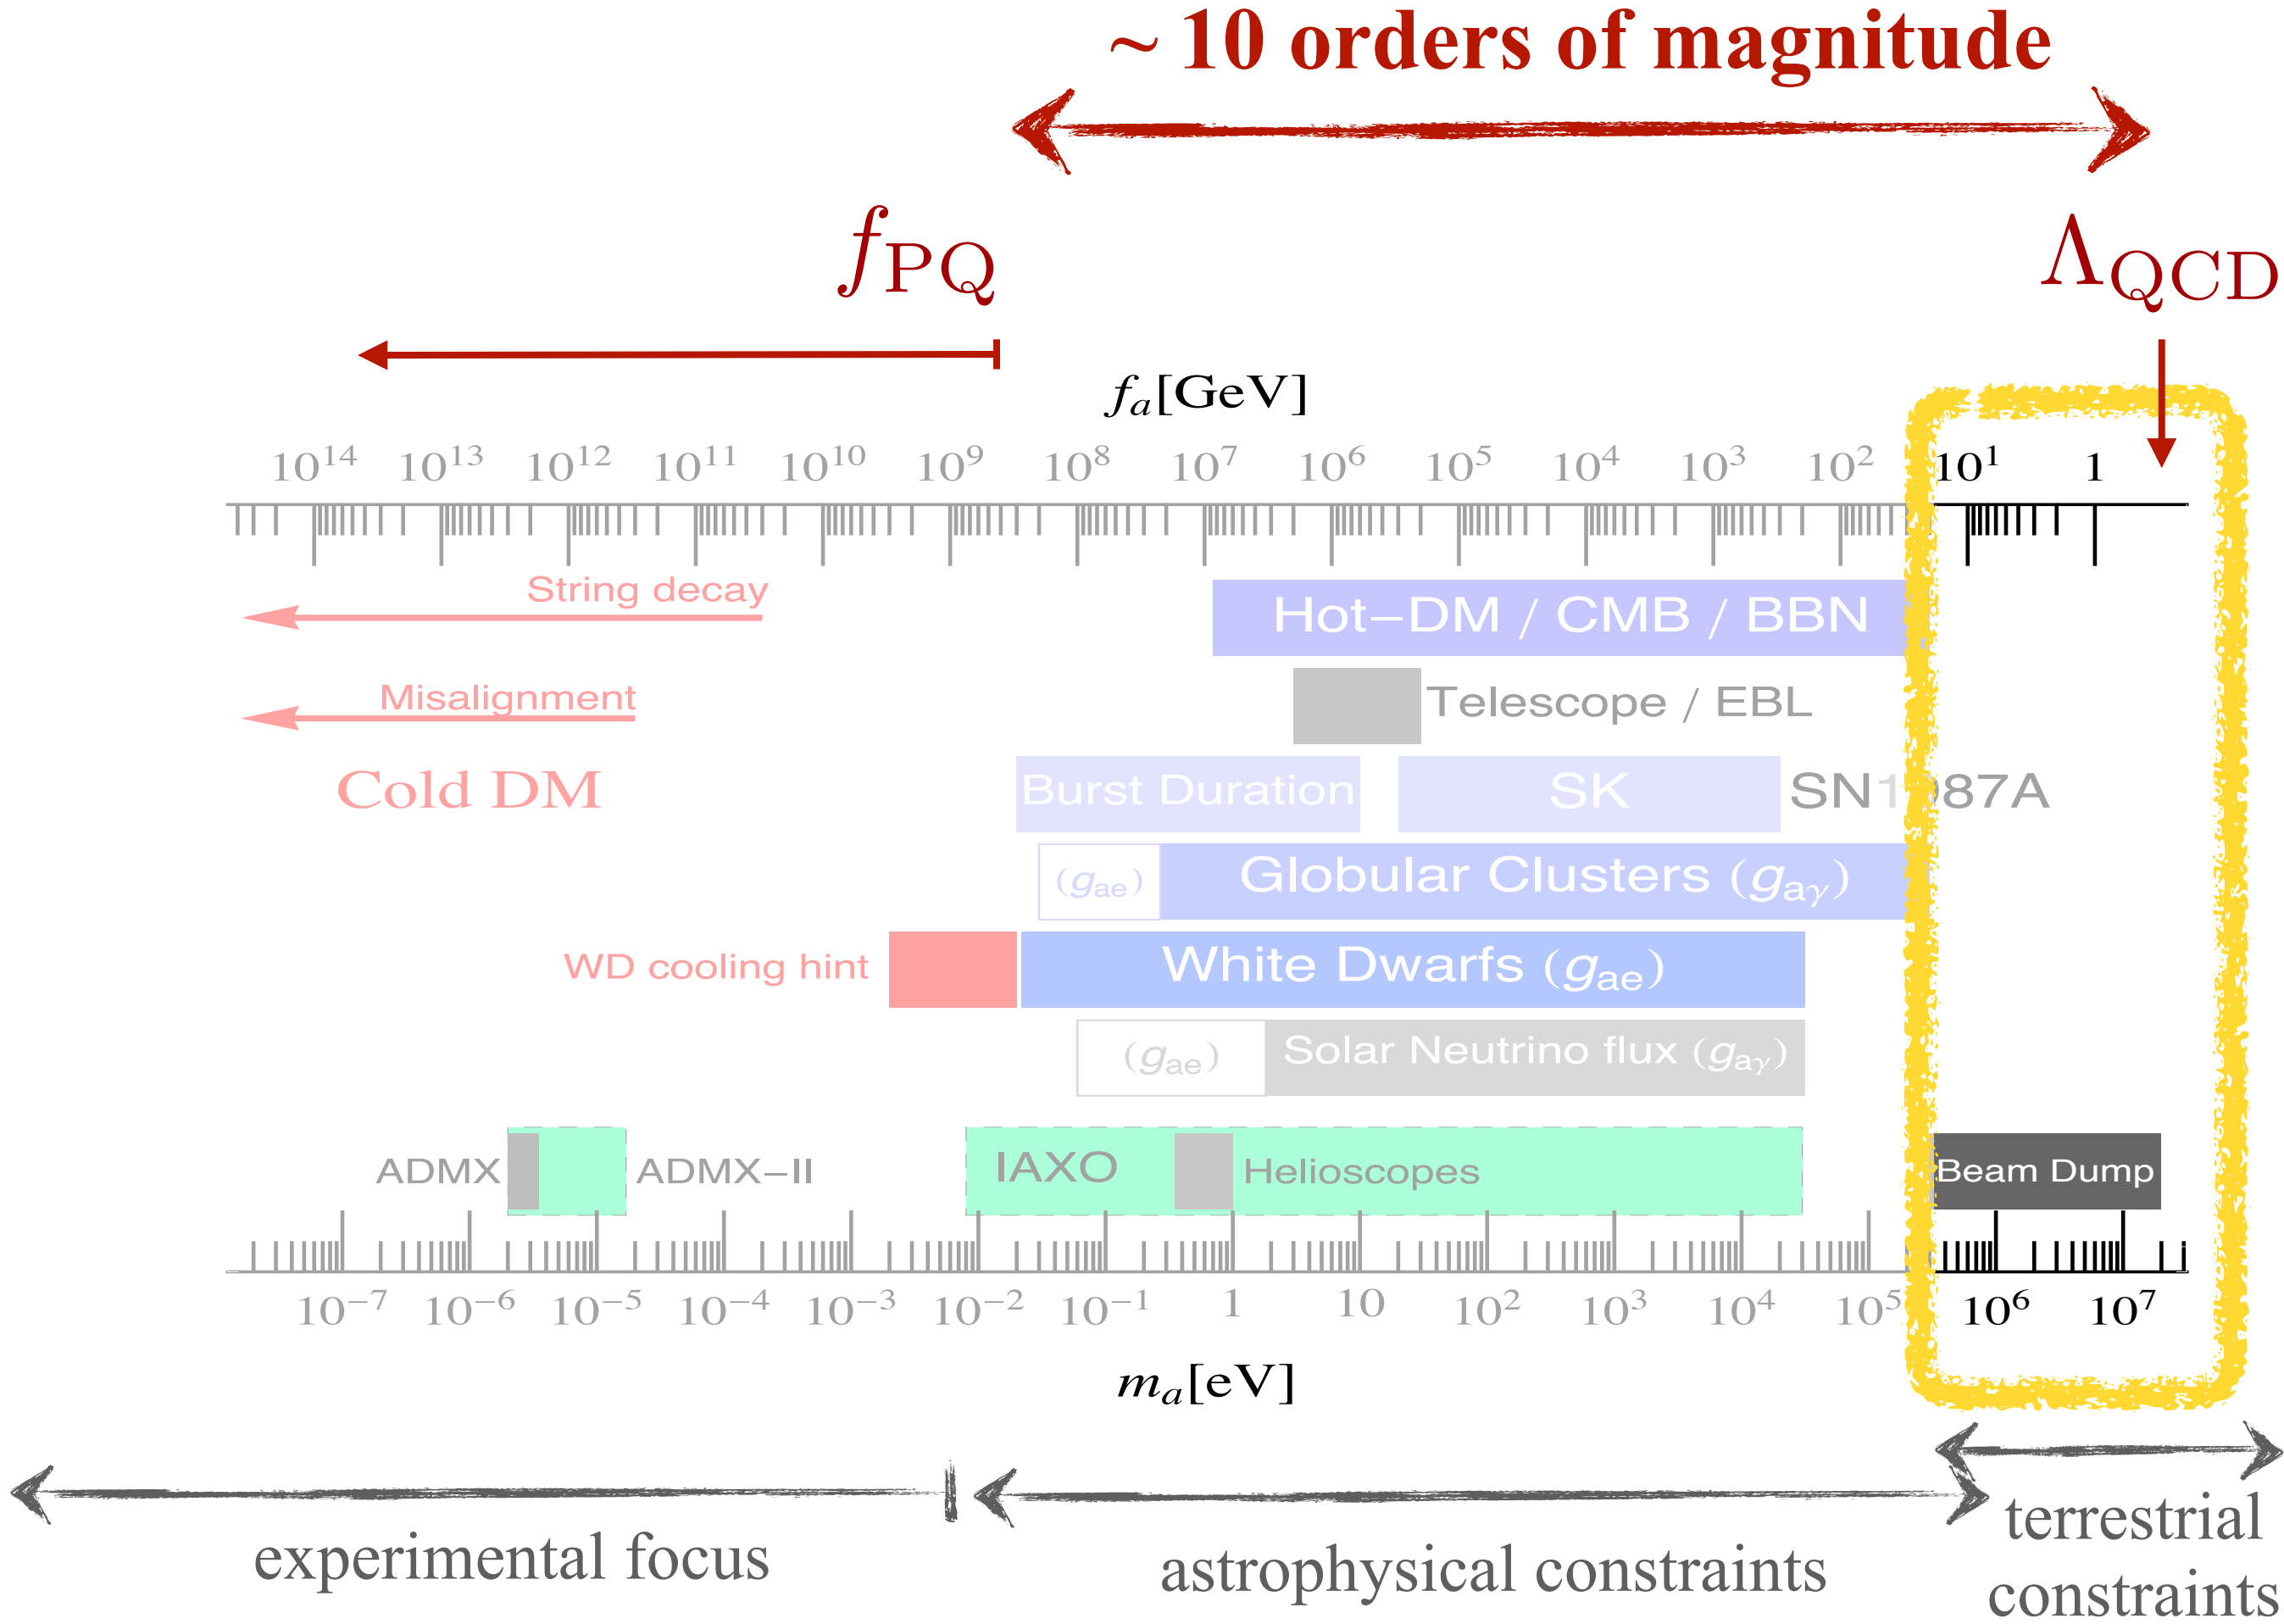 ~ 10 orders of magnitude
f_PQ
Λ_QCD
f_a[GeV]
10^14 10^13 10^12 10^11 10^10 10^9 10^8 10^7 10^6 10^5 10^4 10^3 10^2 10^1 1
String decay
Hot–DM / CMB / BBN
Misalignment
Telescope / EBL
Cold DM
Burst Duration
SK
SN1987A
(g_ae)
Globular Clusters (g_aγ)
WD cooling hint
White Dwarfs (g_ae)
(g_ae)
Solar Neutrino flux (g_aγ)
ADMX
ADMX–II
IAXO
Helioscopes
Beam Dump
10^−7 10^−6 10^−5 10^−4 10^−3 10^−2 10^−1 1 10 10^2 10^3 10^4 10^5 10^6 10^7
m_a[eV]
experimental focus
astrophysical constraints
terrestrial
constraints